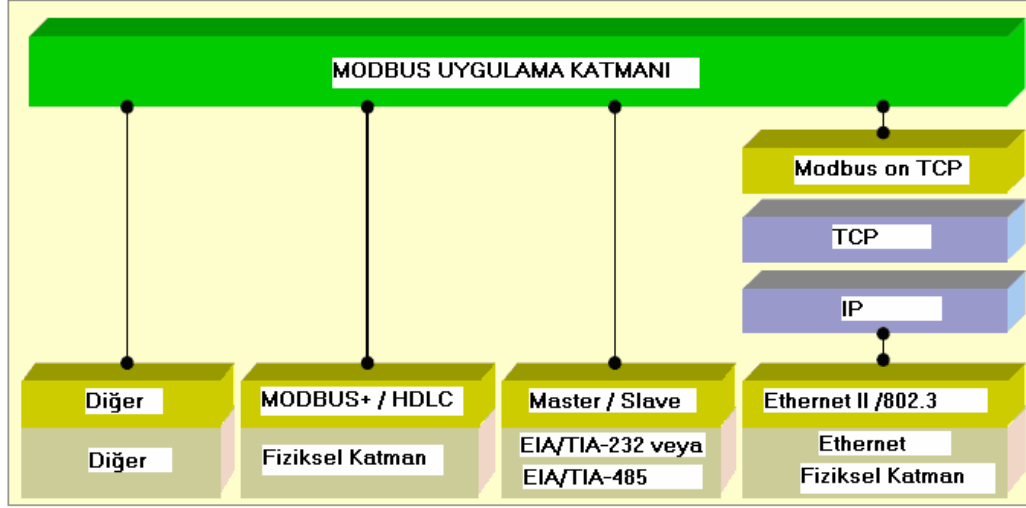 MODBUS UYGULAMA KATMANI
Modbus on TCP
TCP
IP
Diğer
MODBUS+ / HDLC
Master / Slave
Ethernet II /802.3
Diğer
Fiziksel Katman
EIA/TIA-232 veya
EIA/TIA-485
Ethernet
Fiziksel Katman